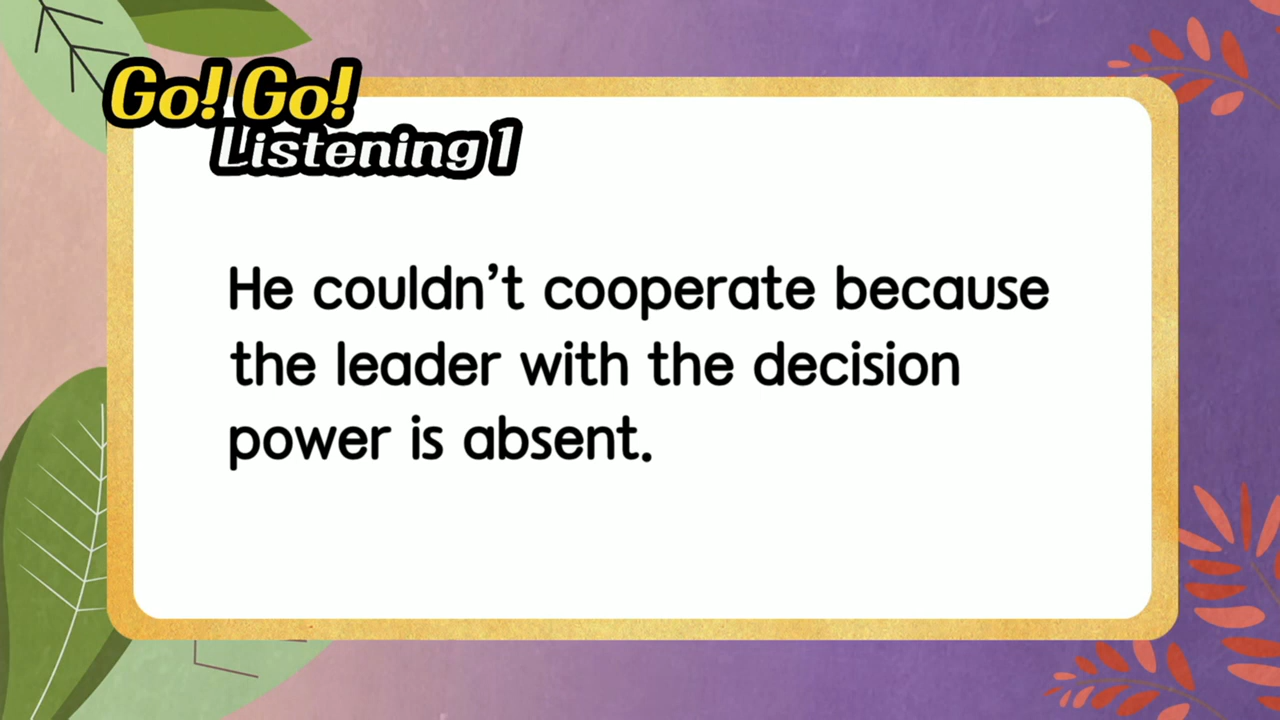 Go! Go!
Listening 1
He couldn’t cooperate because
the leader with the decision
power is absent.